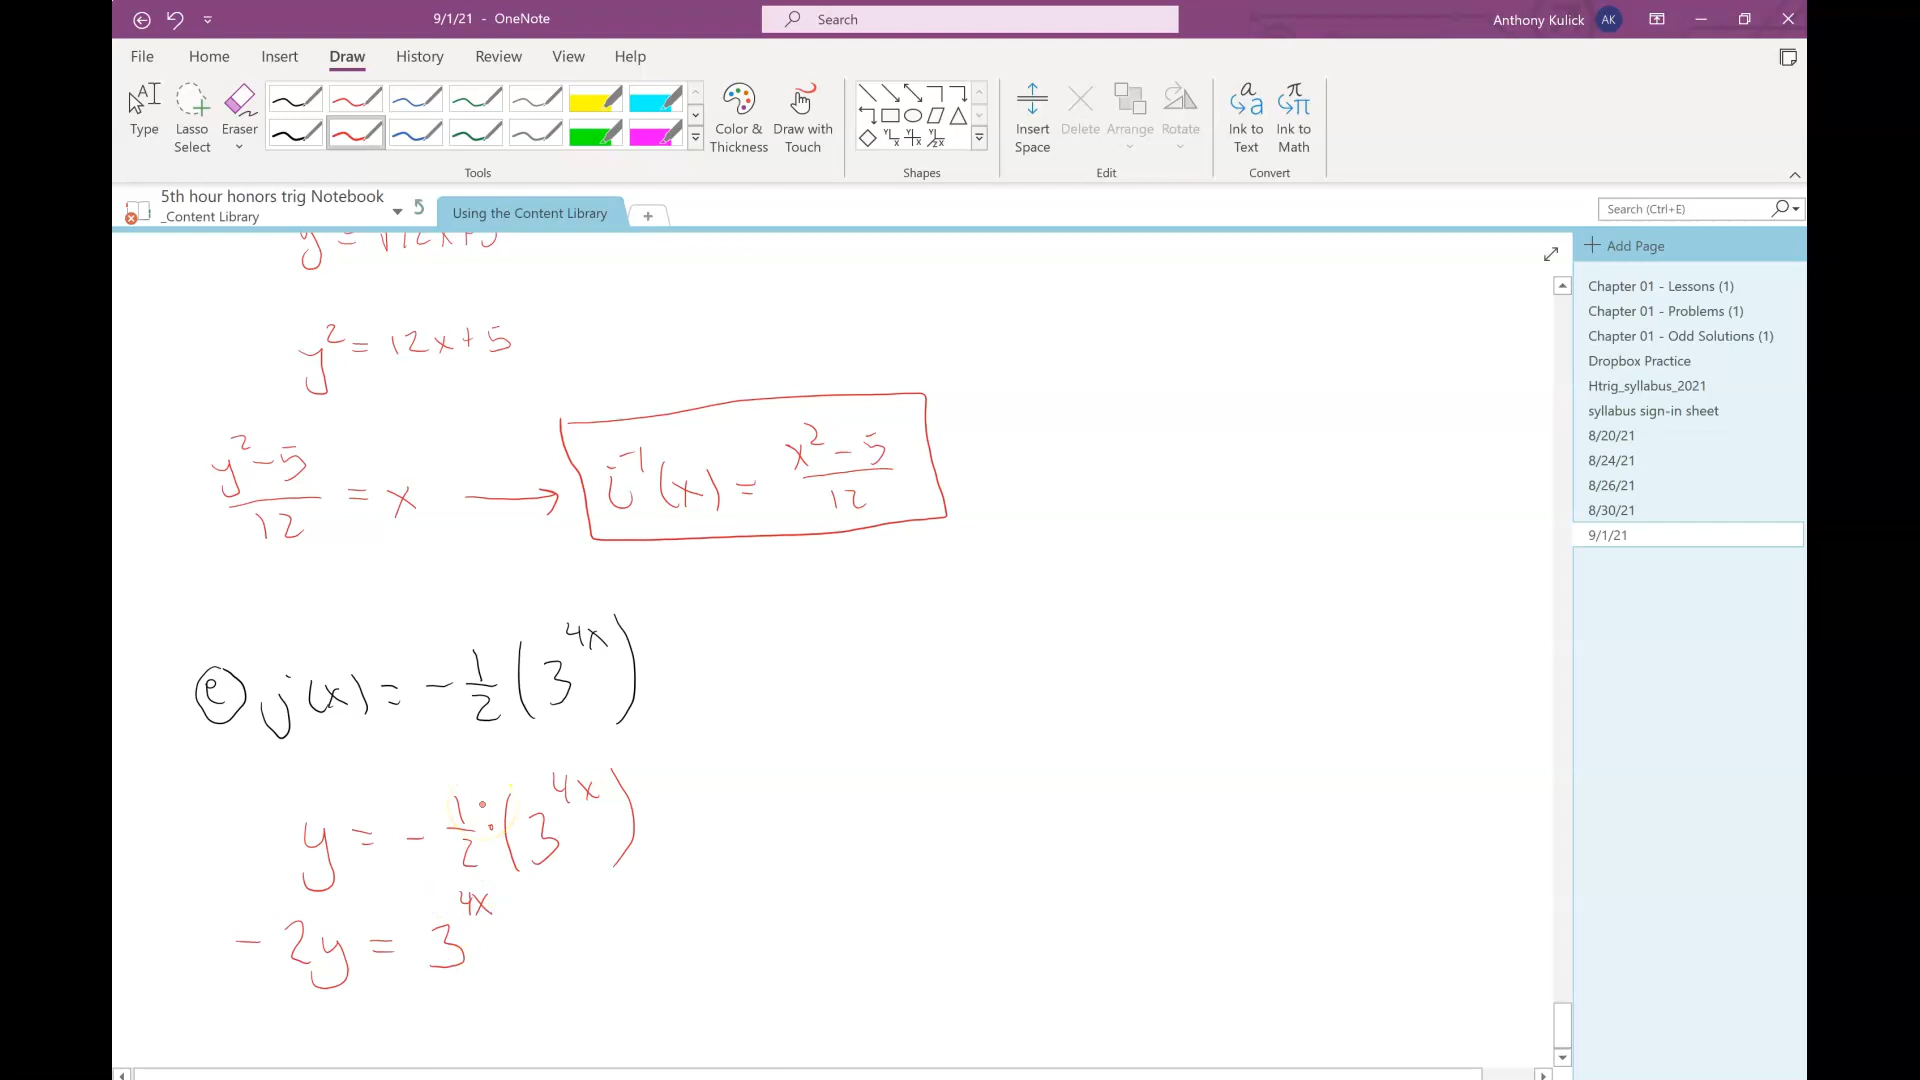 9/1/21 - OneNote
Search
Anthony Kulick AK
File Home Insert Draw History Review View Help
Type
Lasso Select
Eraser
Color & Thickness
Draw with Touch
Insert Space
Delete
Arrange
Rotate
Ink to Text
Ink to Math
Tools
Shapes
Edit
Convert
5th hour honors trig Notebook
_Content Library
Using the Content Library
Search (Ctrl+E)
Add Page
Chapter 01 - Lessons (1)
Chapter 01 - Problems (1)
Chapter 01 - Odd Solutions (1)
Dropbox Practice
Htrig_syllabus_2021
syllabus sign-in sheet
8/20/21
8/24/21
8/26/21
8/30/21
9/1/21
y = √12x+5
y² = 12x+5
(y²-5)/12 = x → i⁻¹(x) = (x²-5)/12
ⓔ j(x) = -1/2 (3^4x)
y = -1/2 · (3^4x)
-2y = 3^4x